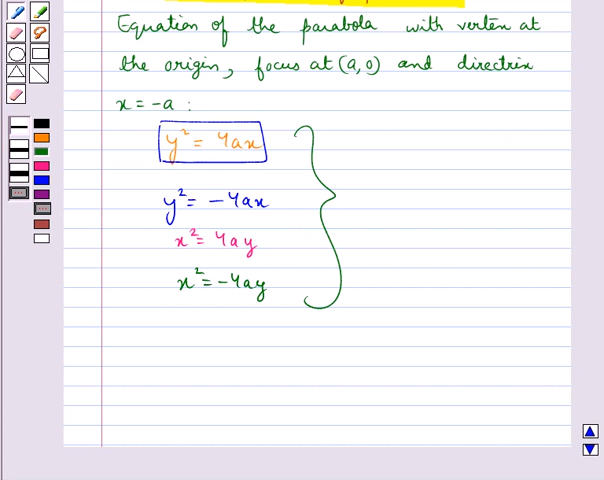 Equation of the parabola with vertex at
the origin, focus at (a, 0) and directrix
x = -a :
y² = 4ax
y² = -4ax
x² = 4ay
x² = -4ay